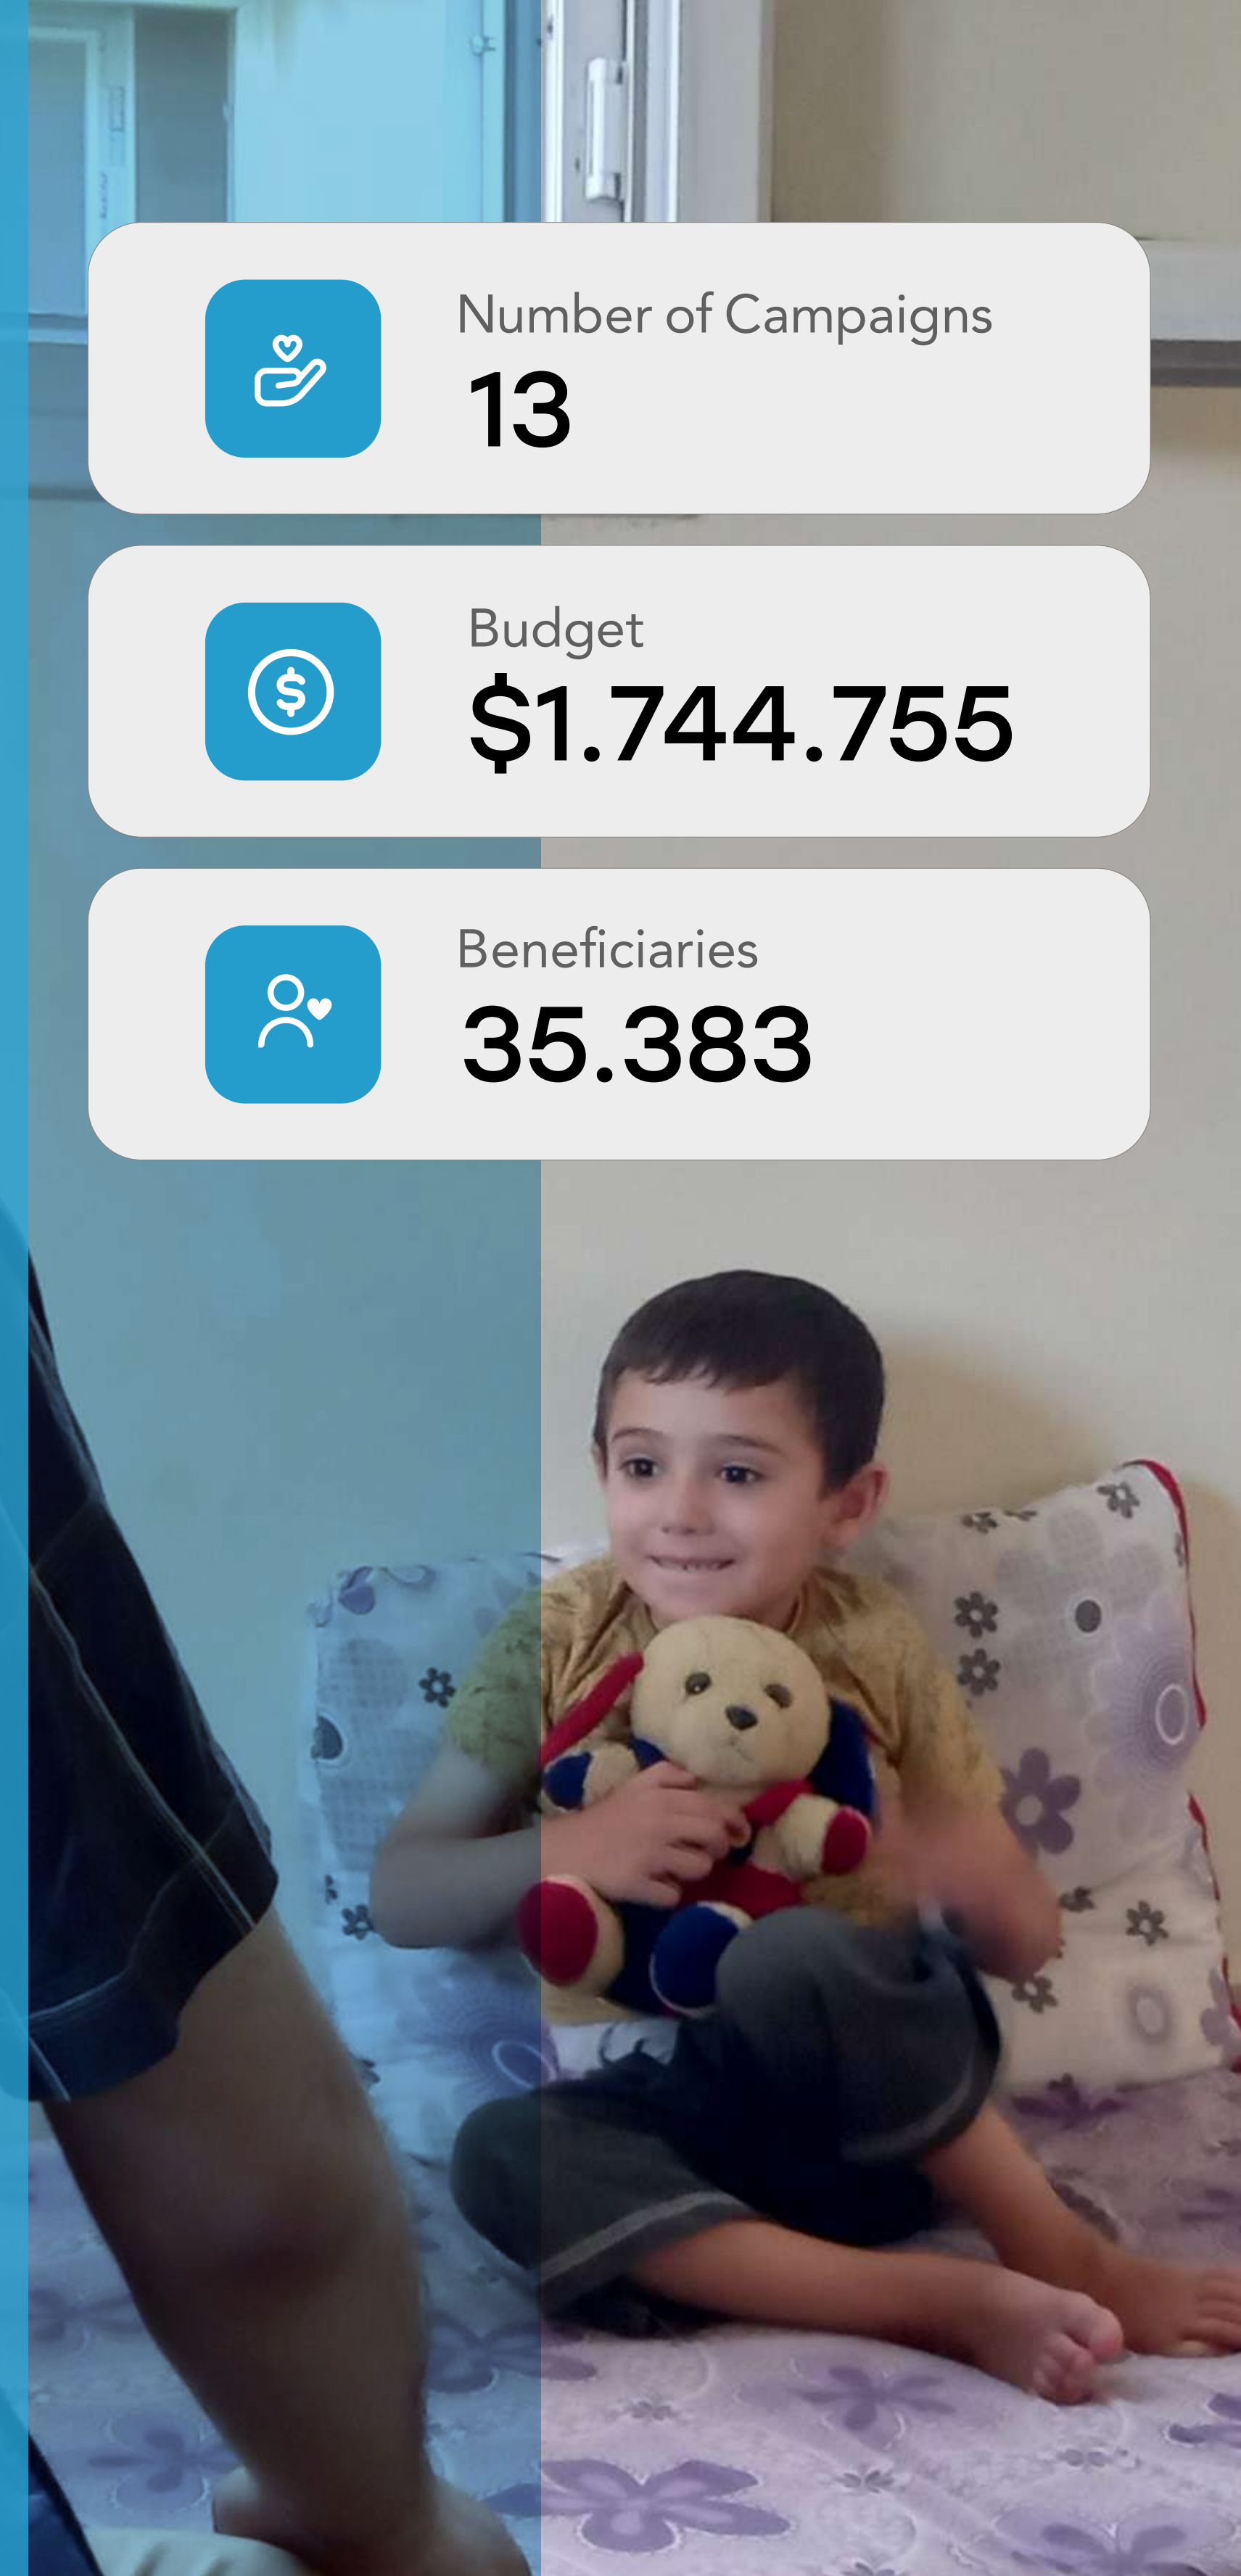 Number of Campaigns
13
Budget
$1.744.755
Beneficiaries
35.383